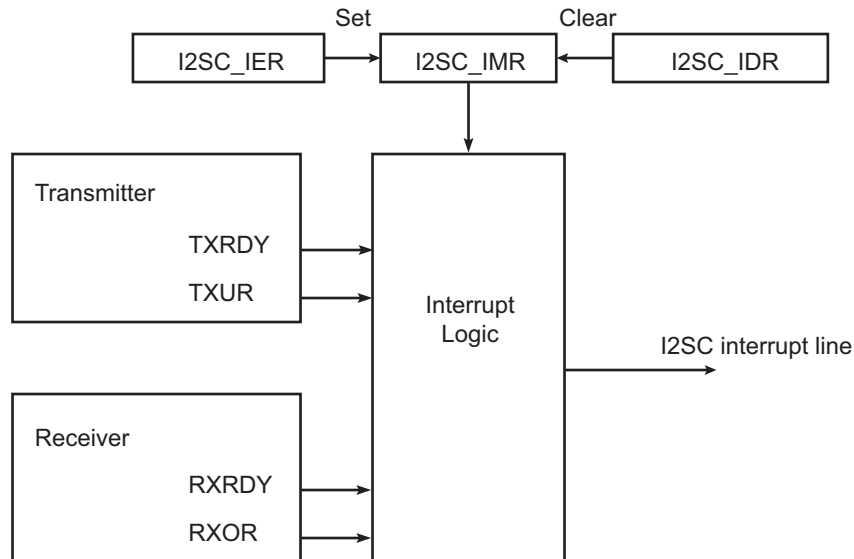 Set
Clear
I2SC_IER
I2SC_IMR
I2SC_IDR
Transmitter
TXRDY
TXUR
Interrupt
Logic
I2SC interrupt line
Receiver
RXRDY
RXOR